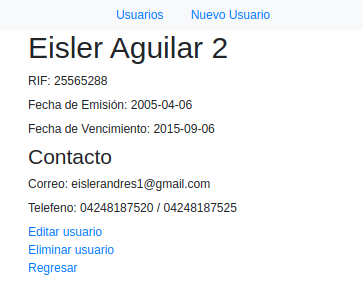 Usuarios Nuevo Usuario
Eisler Aguilar 2
RIF: 25565288
Fecha de Emisión: 2005-04-06
Fecha de Vencimiento: 2015-09-06
Contacto
Correo: eislerandres1@gmail.com
Telefeno: 04248187520 / 04248187525
Editar usuario
Eliminar usuario
Regresar